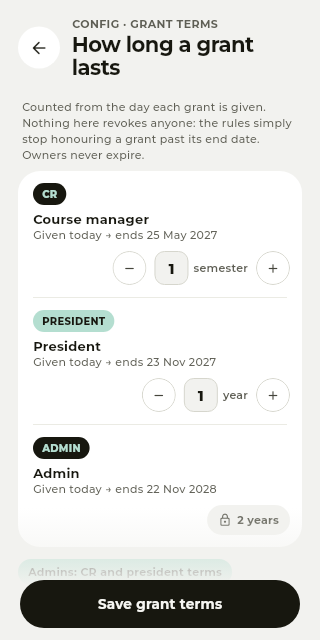 CONFIG · GRANT TERMS
How long a grant
lasts
Counted from the day each grant is given.
Nothing here revokes anyone: the rules simply
stop honouring a grant past its end date.
Owners never expire.
CR
Course manager
Given today → ends 25 May 2027
− 1 semester +
PRESIDENT
President
Given today → ends 23 Nov 2027
− 1 year +
ADMIN
Admin
Given today → ends 22 Nov 2028
2 years
Admins: CR and president terms
Save grant terms